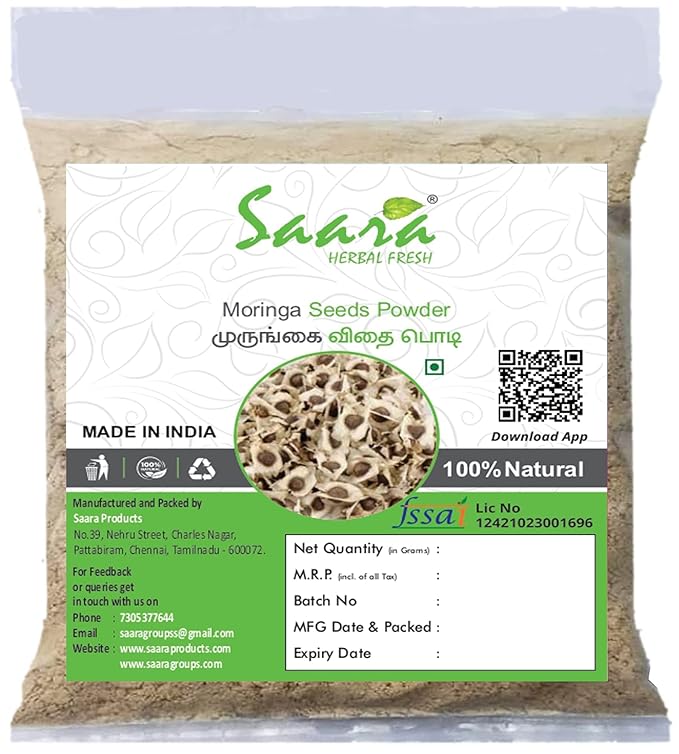 Saara®
HERBAL FRESH
Moringa Seeds Powder
முருங்கை விதை பொடி
Download App
MADE IN INDIA
100% NATURAL
100% Natural
Manufactured and Packed by
Saara Products
No.39, Nehru Street, Charles Nagar,
Pattabiram, Chennai, Tamilnadu - 600072.
For Feedback
or queries get
in touch with us on
Phone : 7305377644
Email : saaragroupss@gmail.com
Website : www.saaraproducts.com
www.saaragroups.com
fssai Lic No
12421023001696
Net Quantity (in Grams) :
M.R.P. (incl. of all Tax) :
Batch No :
MFG Date & Packed :
Expiry Date :